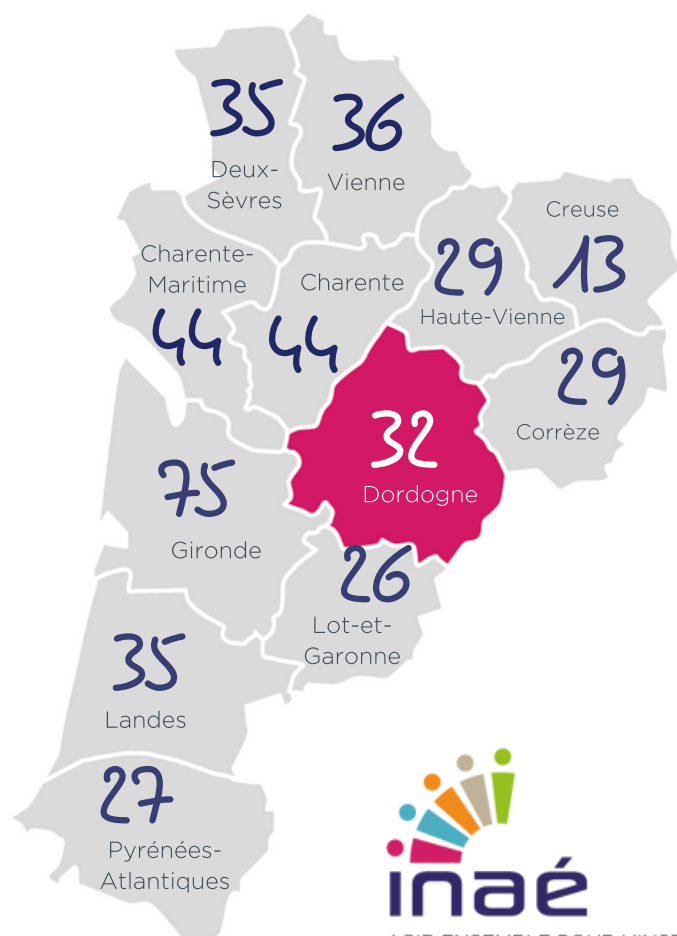 35
Deux-
Sèvres
36
Vienne
Creuse
13
Charente-
Maritime
44
Charente
44
29
Haute-Vienne
29
Corrèze
32
Dordogne
75
Gironde
26
Lot-et-
Garonne
35
Landes
27
Pyrénées-
Atlantiques
inaé